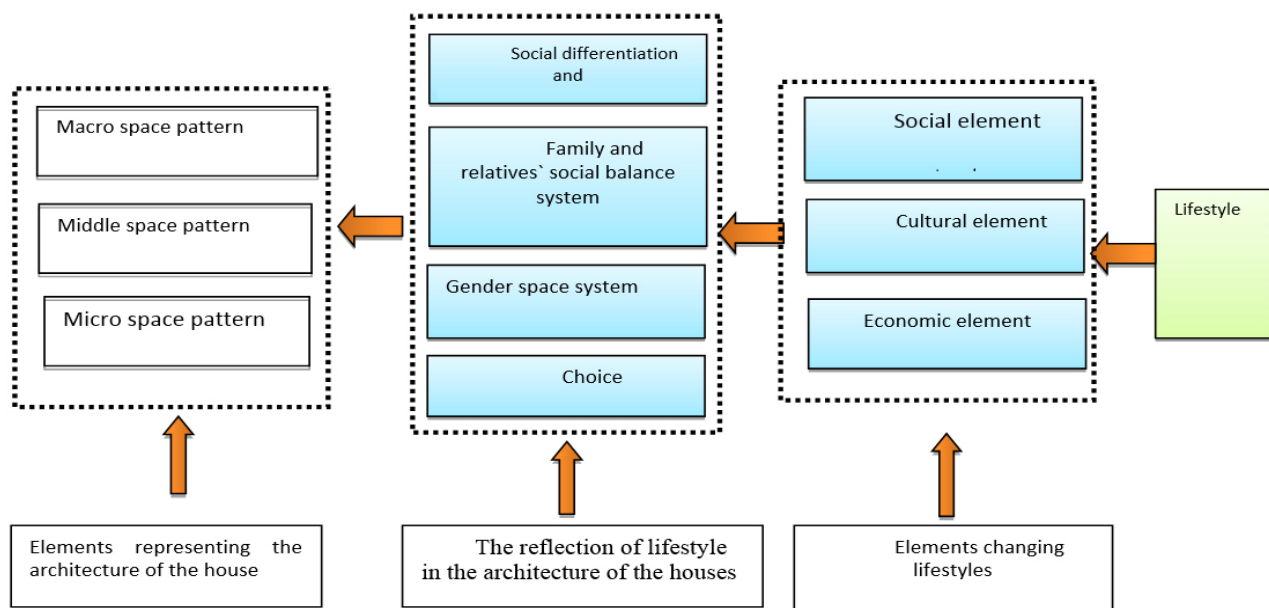 Macro space pattern
Middle space pattern
Micro space pattern
Social differentiation
and
Family and
relatives` social balance
system
Gender space system
Choice
Social element
Cultural element
Economic element
Lifestyle
Elements representing the
architecture of the house
The reflection of lifestyle
in the architecture of the houses
Elements changing
lifestyles